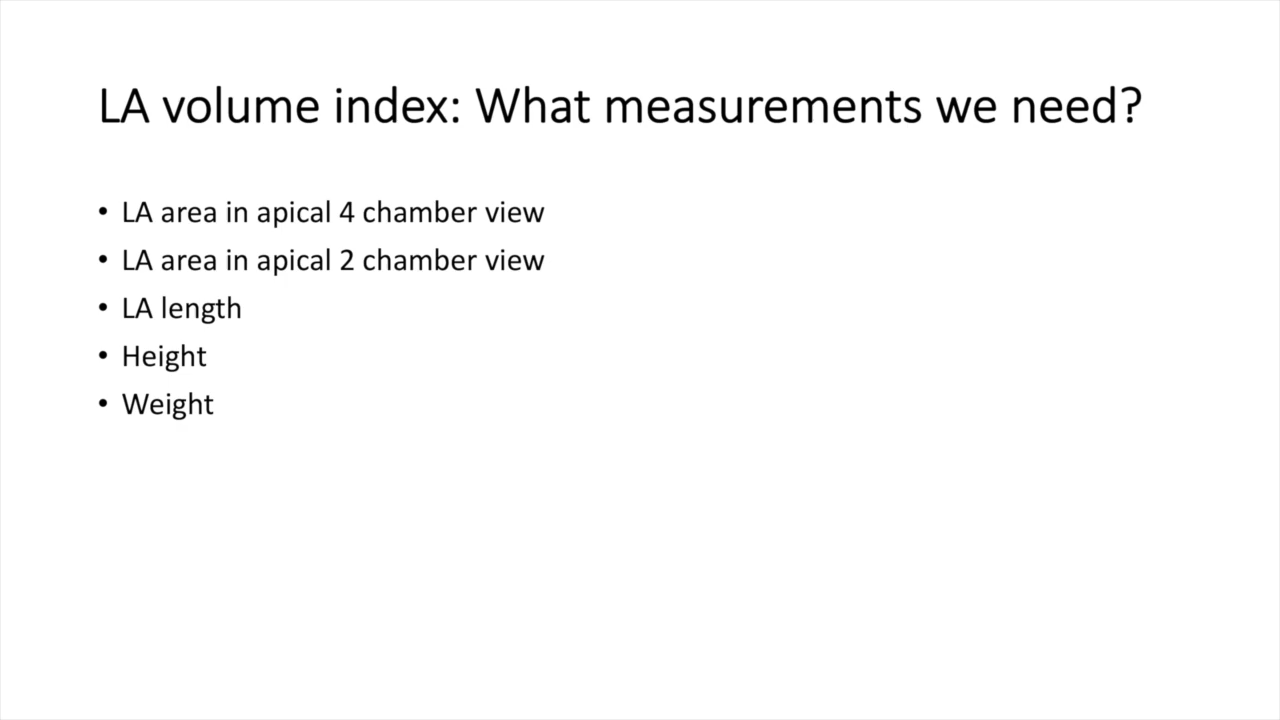 LA volume index: What measurements we need?
• LA area in apical 4 chamber view
• LA area in apical 2 chamber view
• LA length
• Height
• Weight